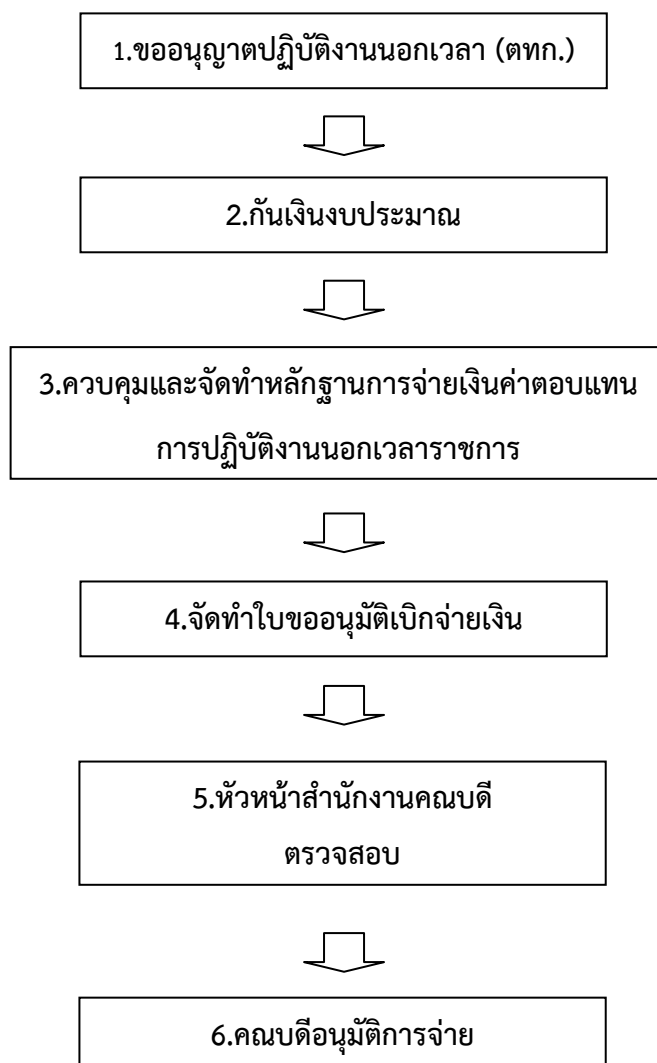 1.ขออนุญาตปฏิบัติงานนอกเวลา (ตทก.)
2.กันเงินงบประมาณ
3.ควบคุมและจัดทำหลักฐานการจ่ายเงินค่าตอบแทน
การปฏิบัติงานนอกเวลาราชการ
4.จัดทำใบขออนุมัติเบิกจ่ายเงิน
5.หัวหน้าสำนักงานคณบดี
ตรวจสอบ
6.คณบดีอนุมัติการจ่าย